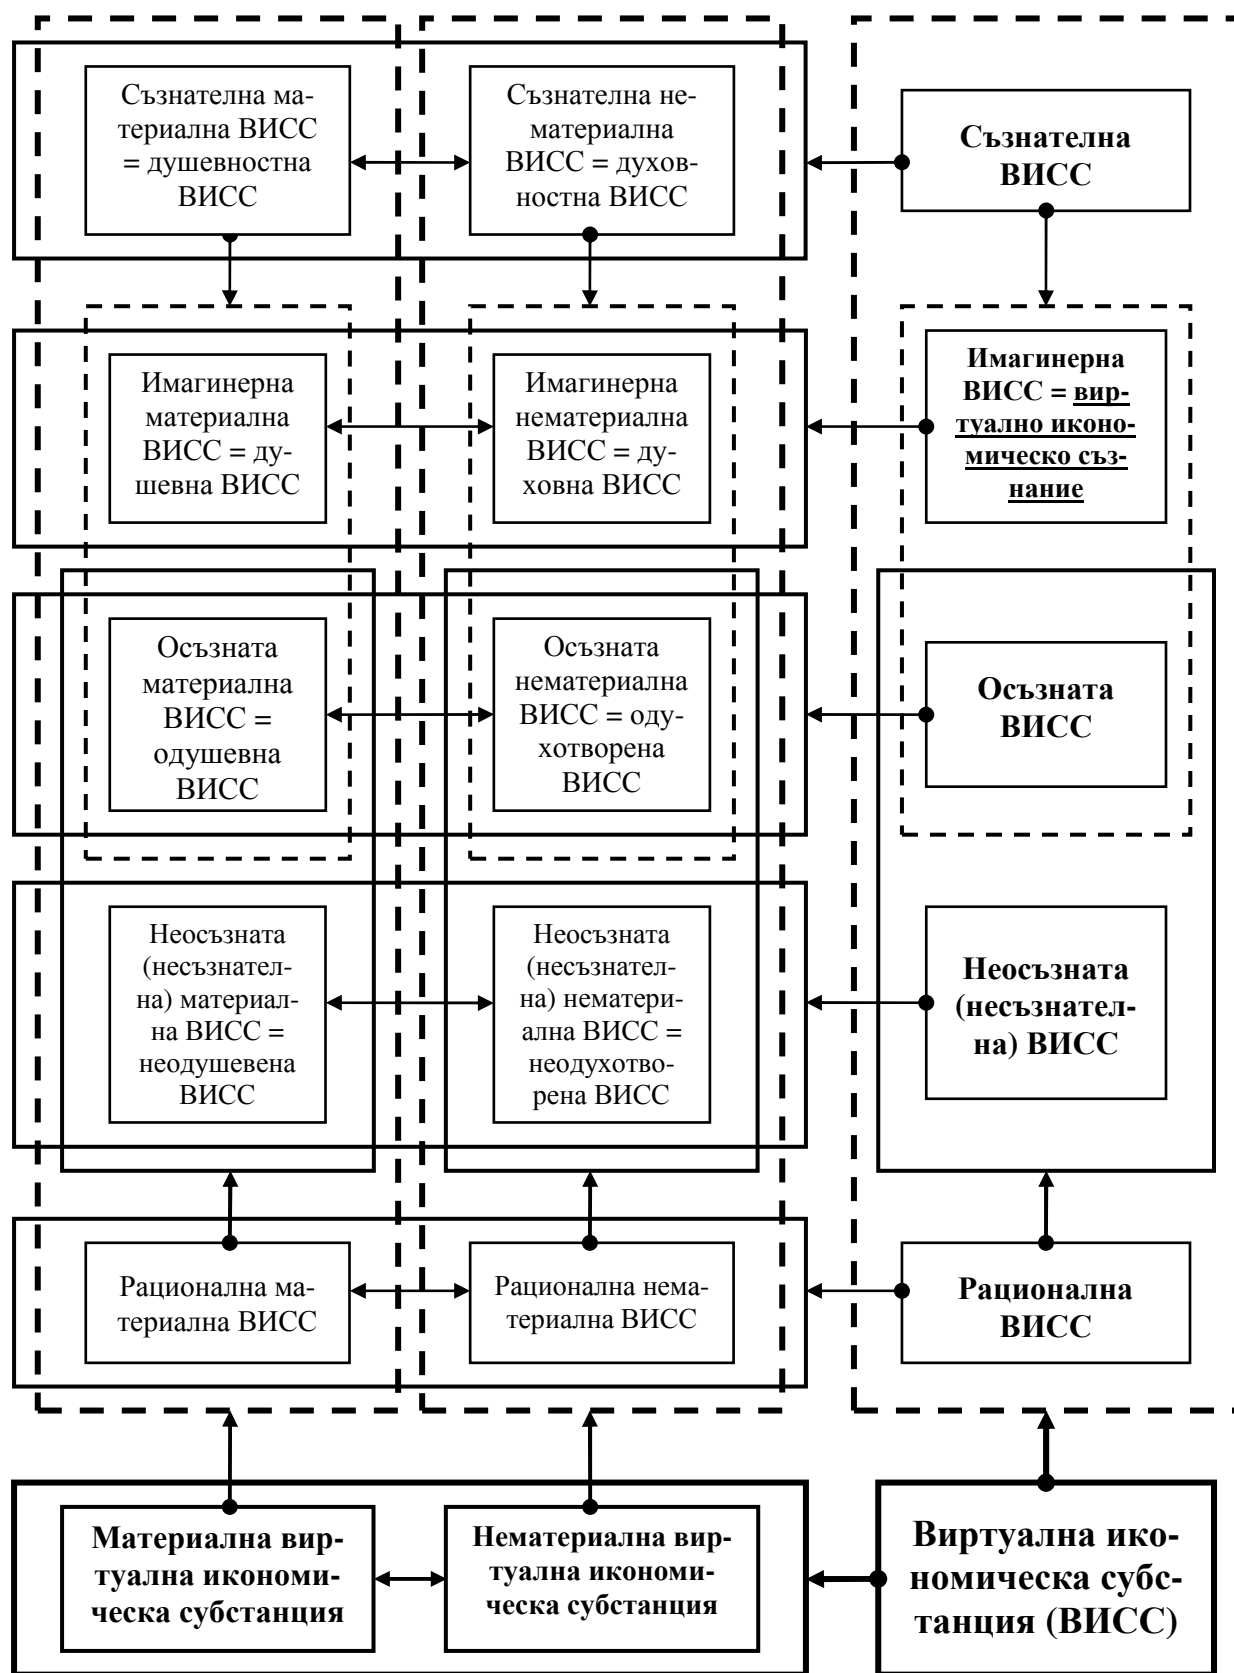 Съзнателна ма-
териална ВИСС
= душевностна
ВИСС
Съзнателна не-
материална
ВИСС = духов-
ностна ВИСС
Съзнателна
ВИСС
Имагинерна
материална
ВИСС = ду-
шевна ВИСС
Имагинерна
нематериална
ВИСС = ду-
ховна ВИСС
Имагинерна
ВИСС = вир-
туално иконо-
мическо съз-
нание
Осъзната
материална
ВИСС =
одушевна
ВИСС
Осъзната
нематериална
ВИСС = оду-
хотворена
ВИСС
Осъзната
ВИСС
Неосъзната
(несъзнател-
на) материал-
на ВИСС =
неодушевена
ВИСС
Неосъзната
(несъзнател-
на) нематери-
ална ВИСС =
неодухотво-
рена ВИСС
Неосъзната
(несъзнател-
на) ВИСС
Рационална ма-
териална ВИСС
Рационална нема-
териална ВИСС
Рационална
ВИСС
Материална вир-
туална икономи-
ческа субстанция
Нематериална вир-
туална икономи-
ческа субстанция
Виртуална ико-
номическа субс-
танция (ВИСС)